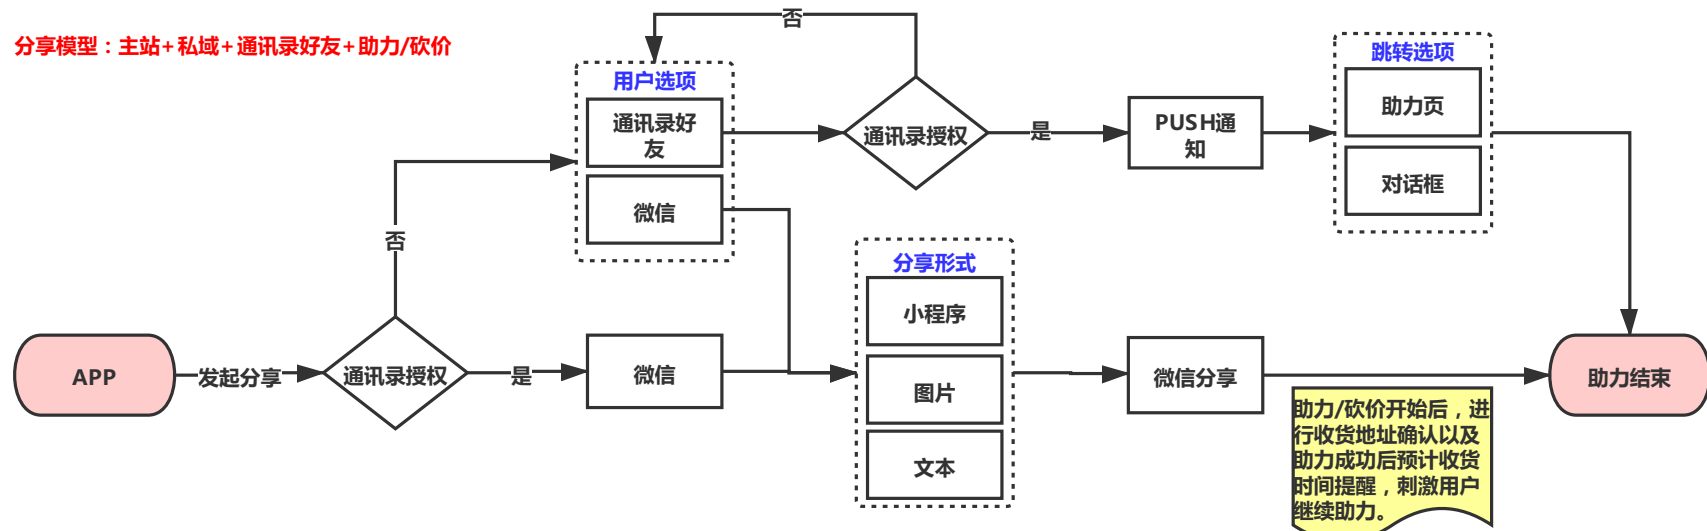 分享模型：主站+私域+通讯录好友+助力/砍价
否
用户选项
通讯录好
友
微信
通讯录授权
是
PUSH通
知
跳转选项
助力页
对话框
否
分享形式
小程序
图片
文本
APP
发起分享
通讯录授权
是
微信
微信分享
助力结束
助力/砍价开始后，进
行收货地址确认以及
助力成功后预计收货
时间提醒，刺激用户
继续助力。